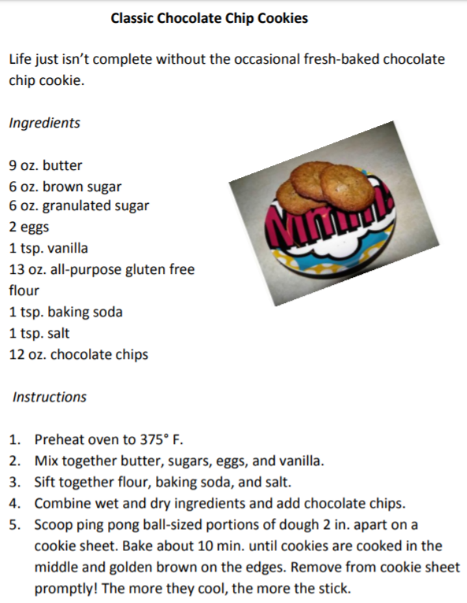 Classic Chocolate Chip Cookies
Life just isn't complete without the occasional fresh-baked chocolate
chip cookie.
Ingredients
9 oz. butter
6 oz. brown sugar
6 oz. granulated sugar
2 eggs
1 tsp. vanilla
13 oz. all-purpose gluten free
flour
1 tsp. baking soda
1 tsp. salt
12 oz. chocolate chips
Instructions
1. Preheat oven to 375° F.
2. Mix together butter, sugars, eggs, and vanilla.
3. Sift together flour, baking soda, and salt.
4. Combine wet and dry ingredients and add chocolate chips.
5. Scoop ping pong ball-sized portions of dough 2 in. apart on a
cookie sheet. Bake about 10 min. until cookies are cooked in the
middle and golden brown on the edges. Remove from cookie sheet
promptly! The more they cool, the more the stick.